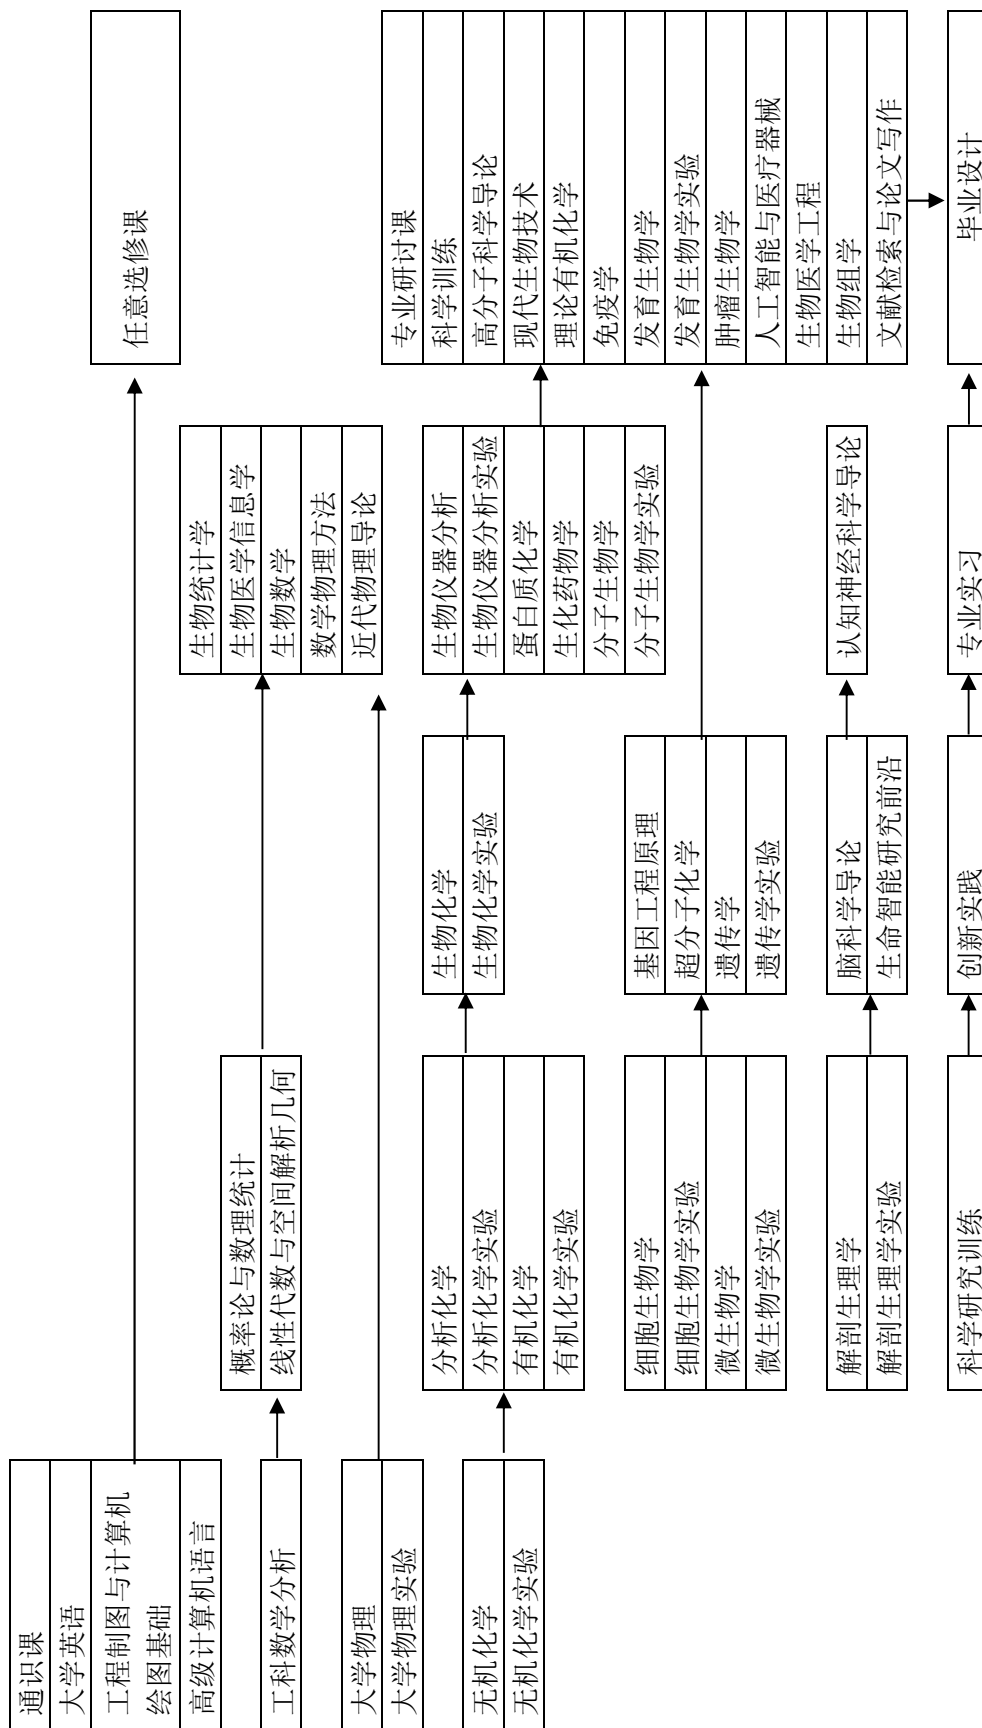 通识课
大学英语
工程制图与计算机
绘图基础
高级计算机语言
工科数学分析
大学物理
大学物理实验
无机化学
无机化学实验
概率论与数理统计
线性代数与空间解析几何
分析化学
分析化学实验
有机化学
有机化学实验
细胞生物学
细胞生物学实验
微生物学
微生物学实验
解剖生理学
解剖生理学实验
科学研究训练
生物化学
生物化学实验
基因工程原理
超分子化学
遗传学
遗传学实验
脑科学导论
生命智能研究前沿
创新实践
生物统计学
生物医学信息学
生物数学
数学物理方法
近代物理导论
生物仪器分析
生物仪器分析实验
蛋白质化学
生化药物学
分子生物学
分子生物学实验
认知神经科学导论
专业实习
任意选修课
专业研讨课
科学训练
高分子科学导论
现代生物技术
理论有机化学
免疫学
发育生物学
发育生物学实验
肿瘤生物学
人工智能与医疗器械
生物医学工程
生物组学
文献检索与论文写作
毕业设计